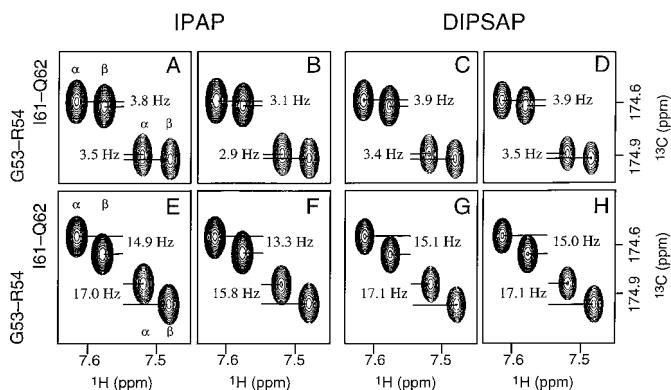 IPAP DIPSAP
I61–Q62
G53–R54
α β A
3.8 Hz
α β
3.5 Hz
B
3.1 Hz
2.9 Hz
C
3.9 Hz
3.4 Hz
D
3.9 Hz
3.5 Hz
174.6
174.9
13C (ppm)
I61–Q62
G53–R54
α β
E
14.9 Hz
17.0 Hz
α β
F
13.3 Hz
15.8 Hz
G
15.1 Hz
17.1 Hz
H
15.0 Hz
17.1 Hz
174.6
174.9
13C (ppm)
7.6 7.5 7.6 7.5 7.6 7.5 7.6 7.5
1H (ppm) 1H (ppm) 1H (ppm) 1H (ppm)